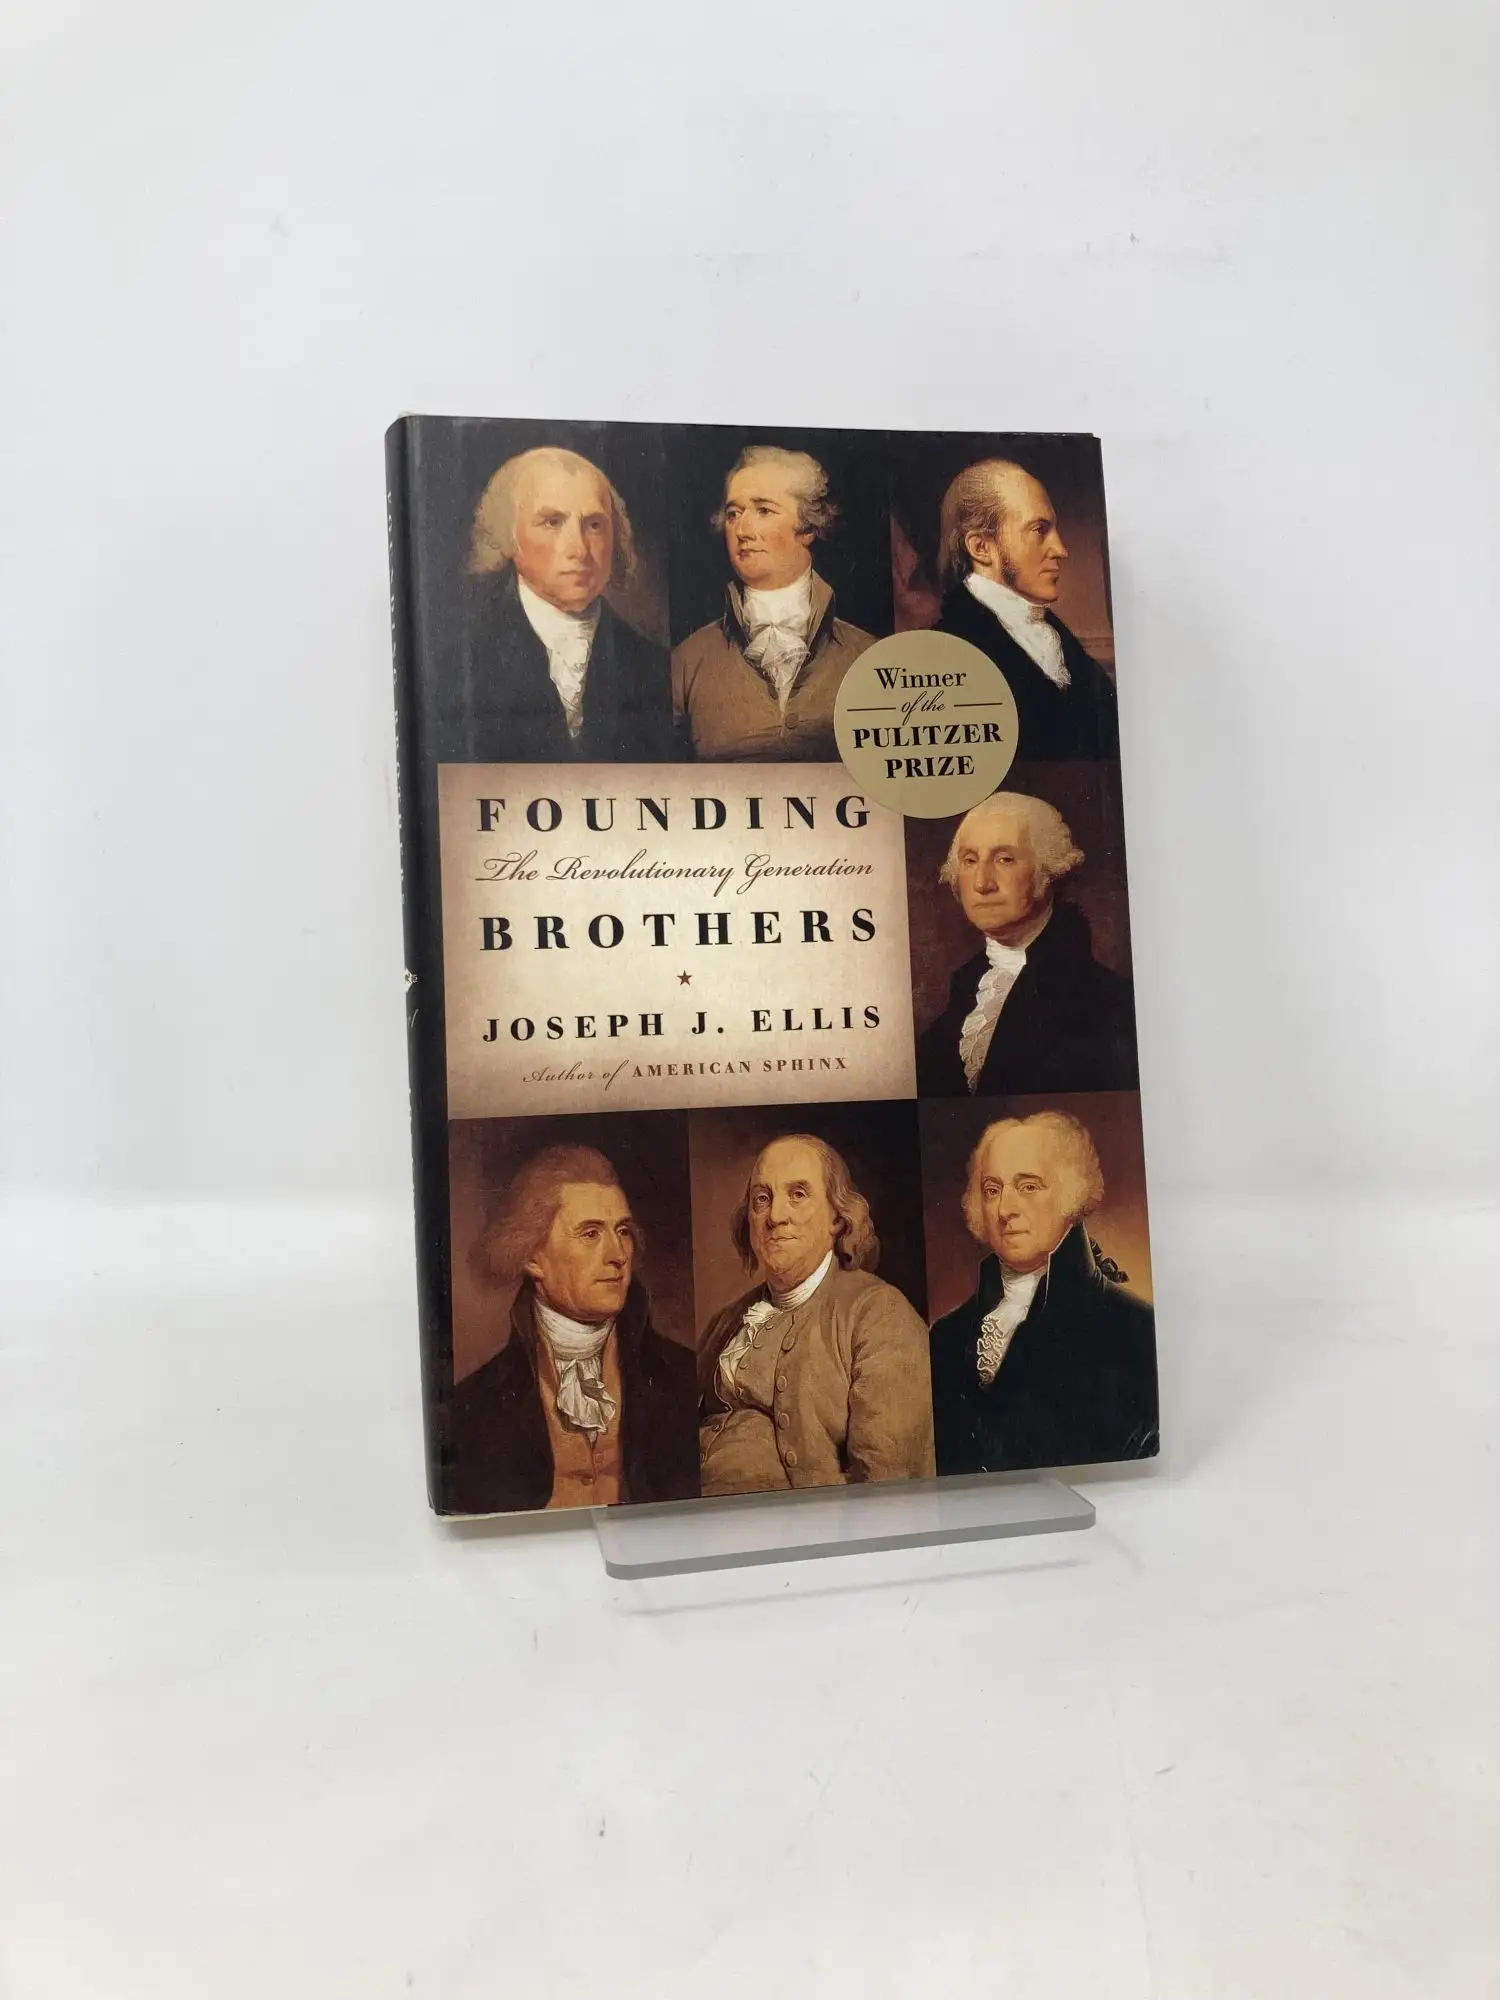 Winner
of the
PULITZER
PRIZE
FOUNDING
The Revolutionary Generation
BROTHERS
JOSEPH J. ELLIS
Author of AMERICAN SPHINX